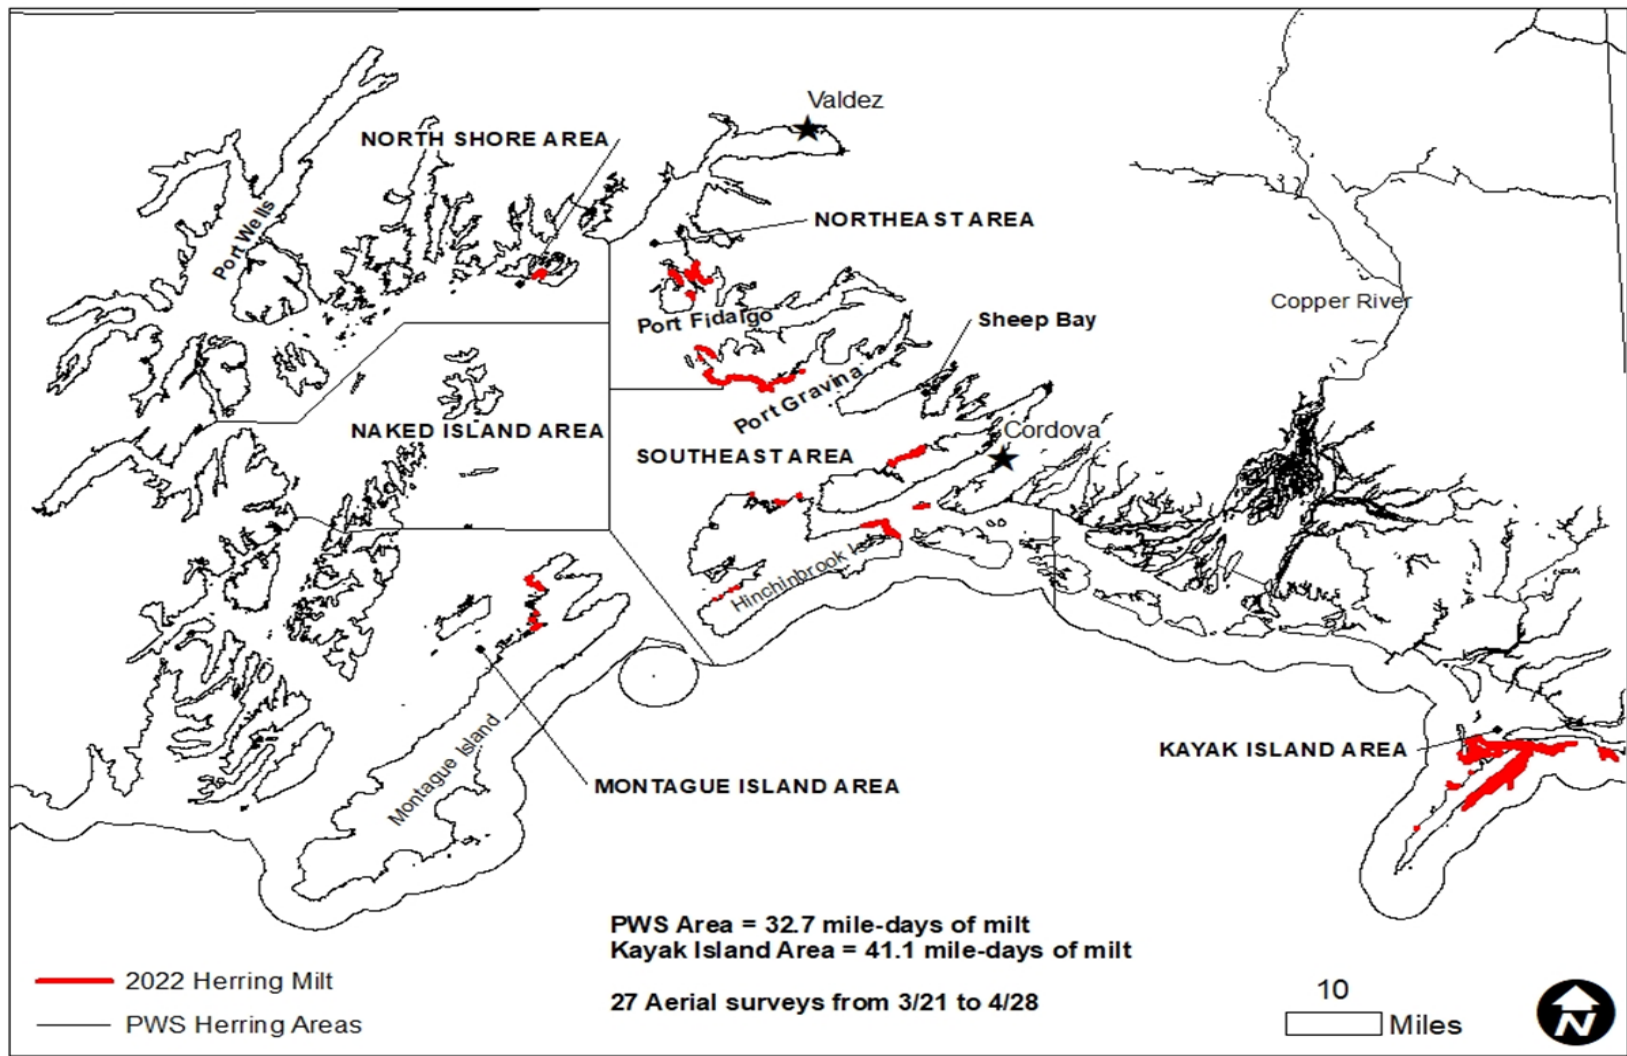 Valdez
NORTH SHORE AREA
Port Wells
NORTHEAST AREA
Copper River
Port Fidalgo
Sheep Bay
Port Gravina
NAKED ISLAND AREA
Cordova
SOUTHEAST AREA
Hinchinbrook Is
KAYAK ISLAND AREA
Montague Island
MONTAGUE ISLAND AREA
PWS Area = 32.7 mile-days of milt
Kayak Island Area = 41.1 mile-days of milt
27 Aerial surveys from 3/21 to 4/28
2022 Herring Milt
PWS Herring Areas
10
Miles
N